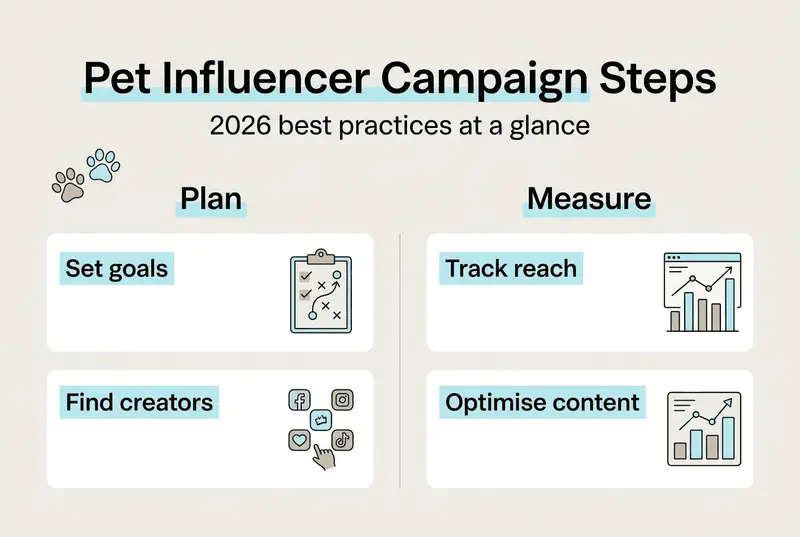 Pet Influencer Campaign Steps
2026 best practices at a glance
Plan
Set goals
Find creators
Measure
Track reach
Optimise content